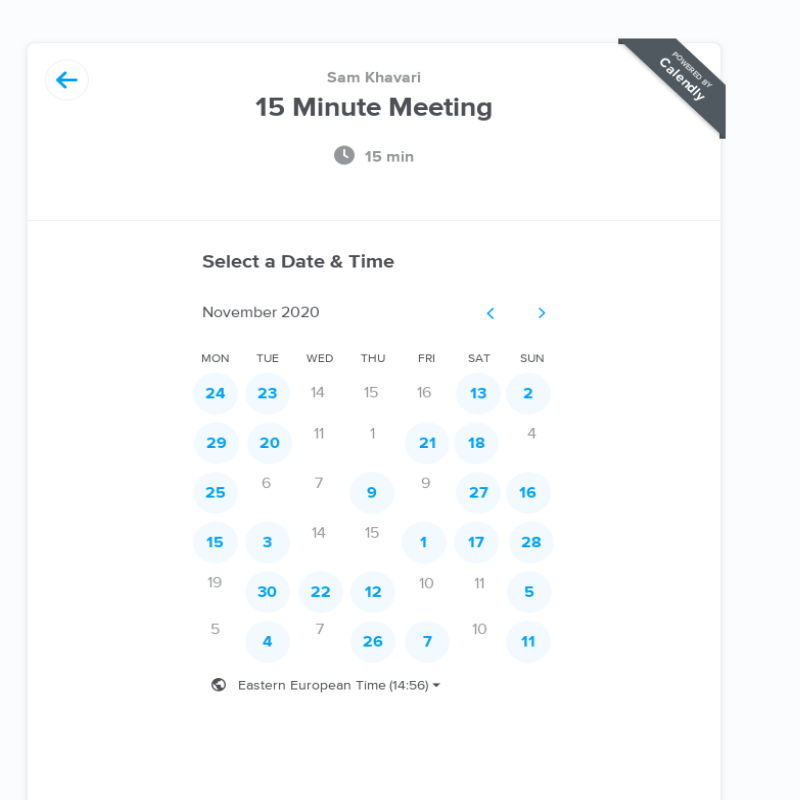 POWERED BY
Calendly
Sam Khavari
15 Minute Meeting
15 min
Select a Date & Time
November 2020
MON TUE WED THU FRI SAT SUN
24 23 14 15 16 13 2
29 20 11 1 21 18 4
25 6 7 9 9 27 16
15 3 14 15 1 17 28
19 30 22 12 10 11 5
5 4 7 26 7 10 11
Eastern European Time (14:56)